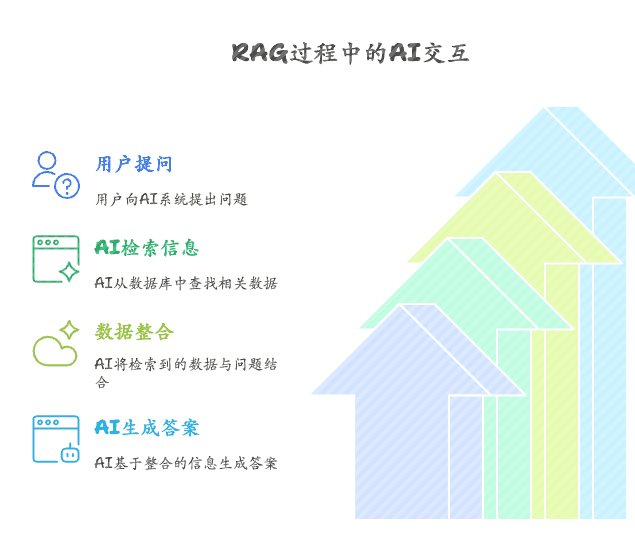 RAG过程中的AI交互
用户提问
用户向AI系统提出问题
AI检索信息
AI从数据库中查找相关数据
数据整合
AI将检索到的数据与问题结
合
AI生成答案
AI基于整合的信息生成答案